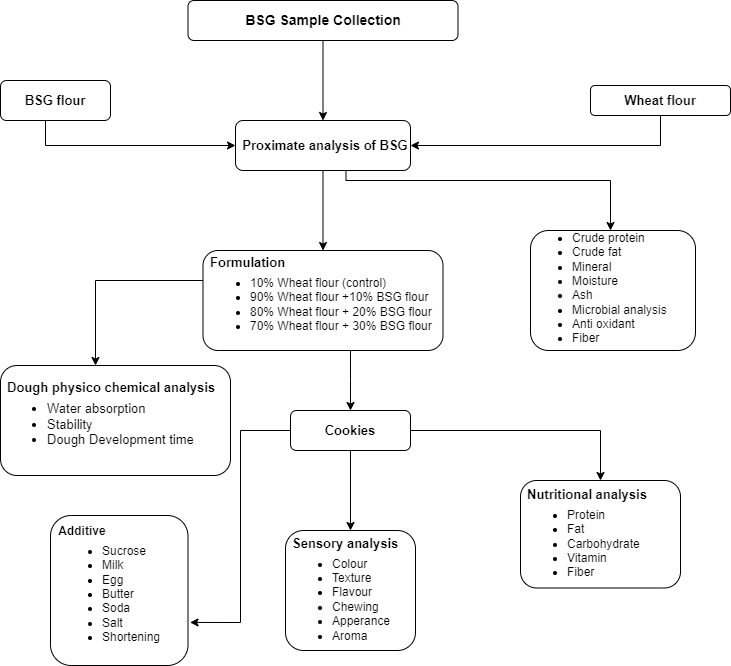 BSG Sample Collection
BSG flour
Wheat flour
Proximate analysis of BSG
Crude protein
Crude fat
Mineral
Moisture
Ash
Microbial analysis
Anti oxidant
Fiber
Formulation
10% Wheat flour (control)
90% Wheat flour +10% BSG flour
80% Wheat flour + 20% BSG flour
70% Wheat flour + 30% BSG flour
Dough physico chemical analysis
Water absorption
Stability
Dough Development time
Cookies
Nutritional analysis
Protein
Fat
Carbohydrate
Vitamin
Fiber
Additive
Sucrose
Milk
Egg
Butter
Soda
Salt
Shortening
Sensory analysis
Colour
Texture
Flavour
Chewing
Apperance
Aroma